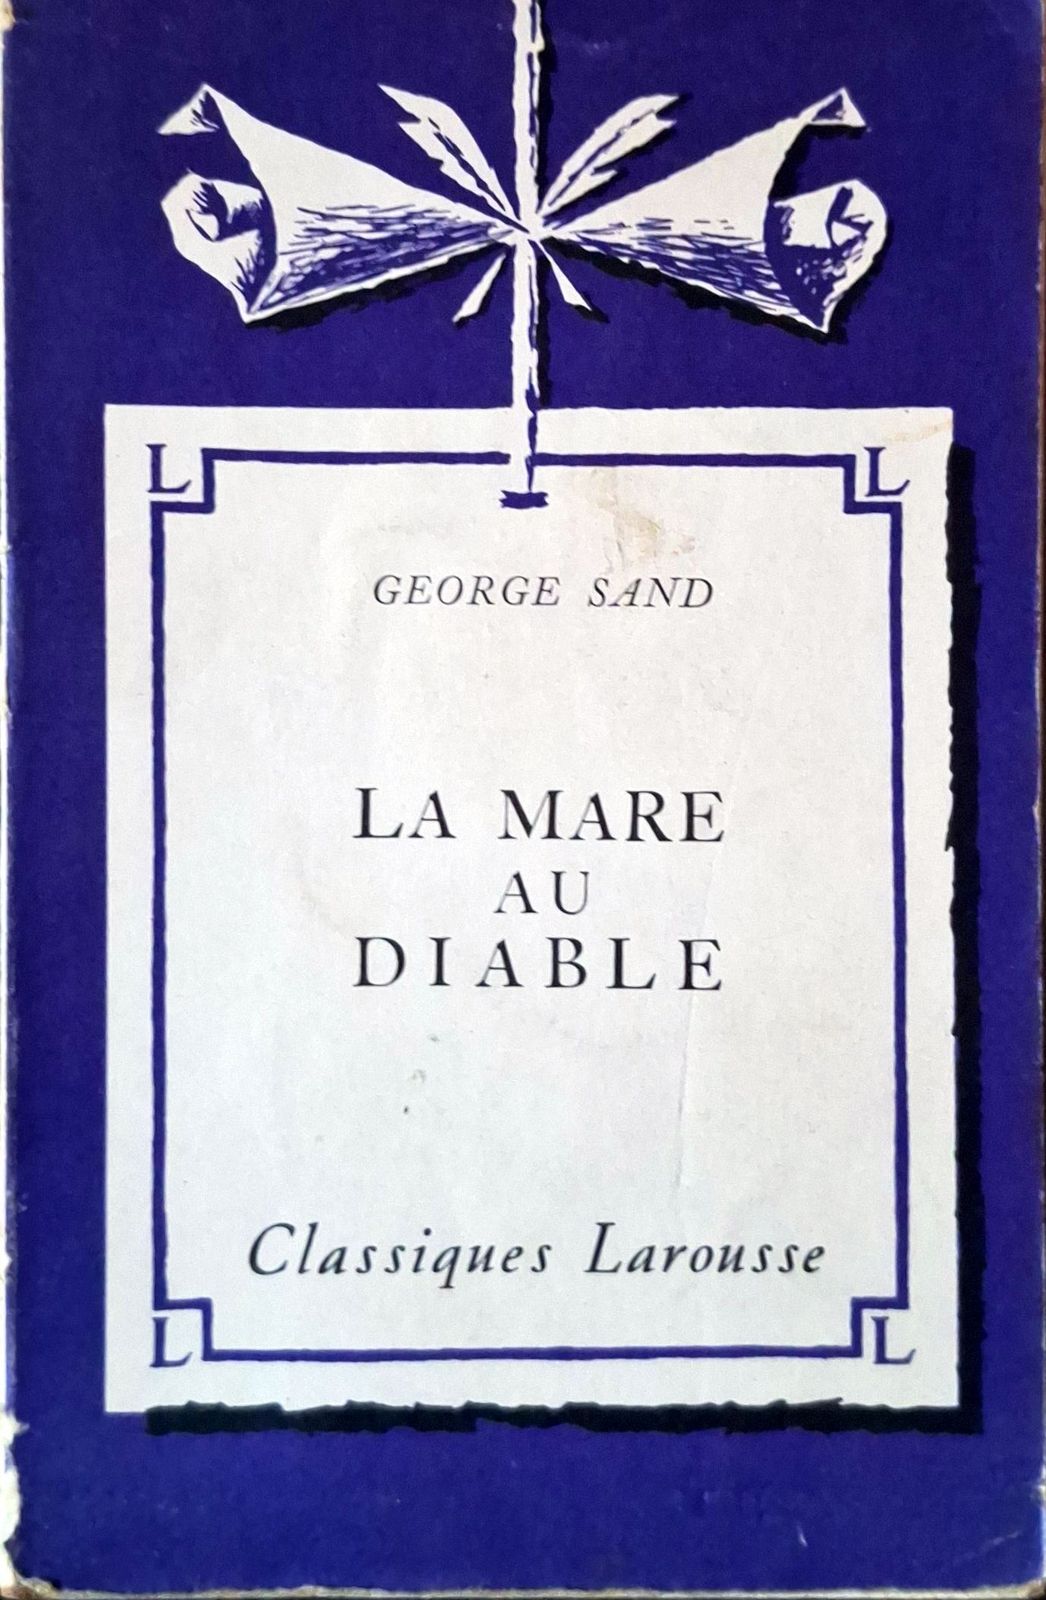 L L
GEORGE SAND
LA MARE
AU
DIABLE
Classiques Larousse
L L